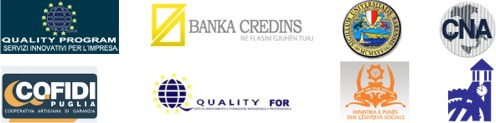 QUALITY PROGRAM
SERVIZI INNOVATIVI PER L'IMPRESA
BANKA CREDINS
NE FLASIM GJUHËN TUAJ
CNA
COFIDI
PUGLIA
COOPERATIVA ARTIGIANA DI GARANZIA
QUALITY FOR
MINISTRIA E PUNËS
DHE ÇËSHTJEVE SOCIALE